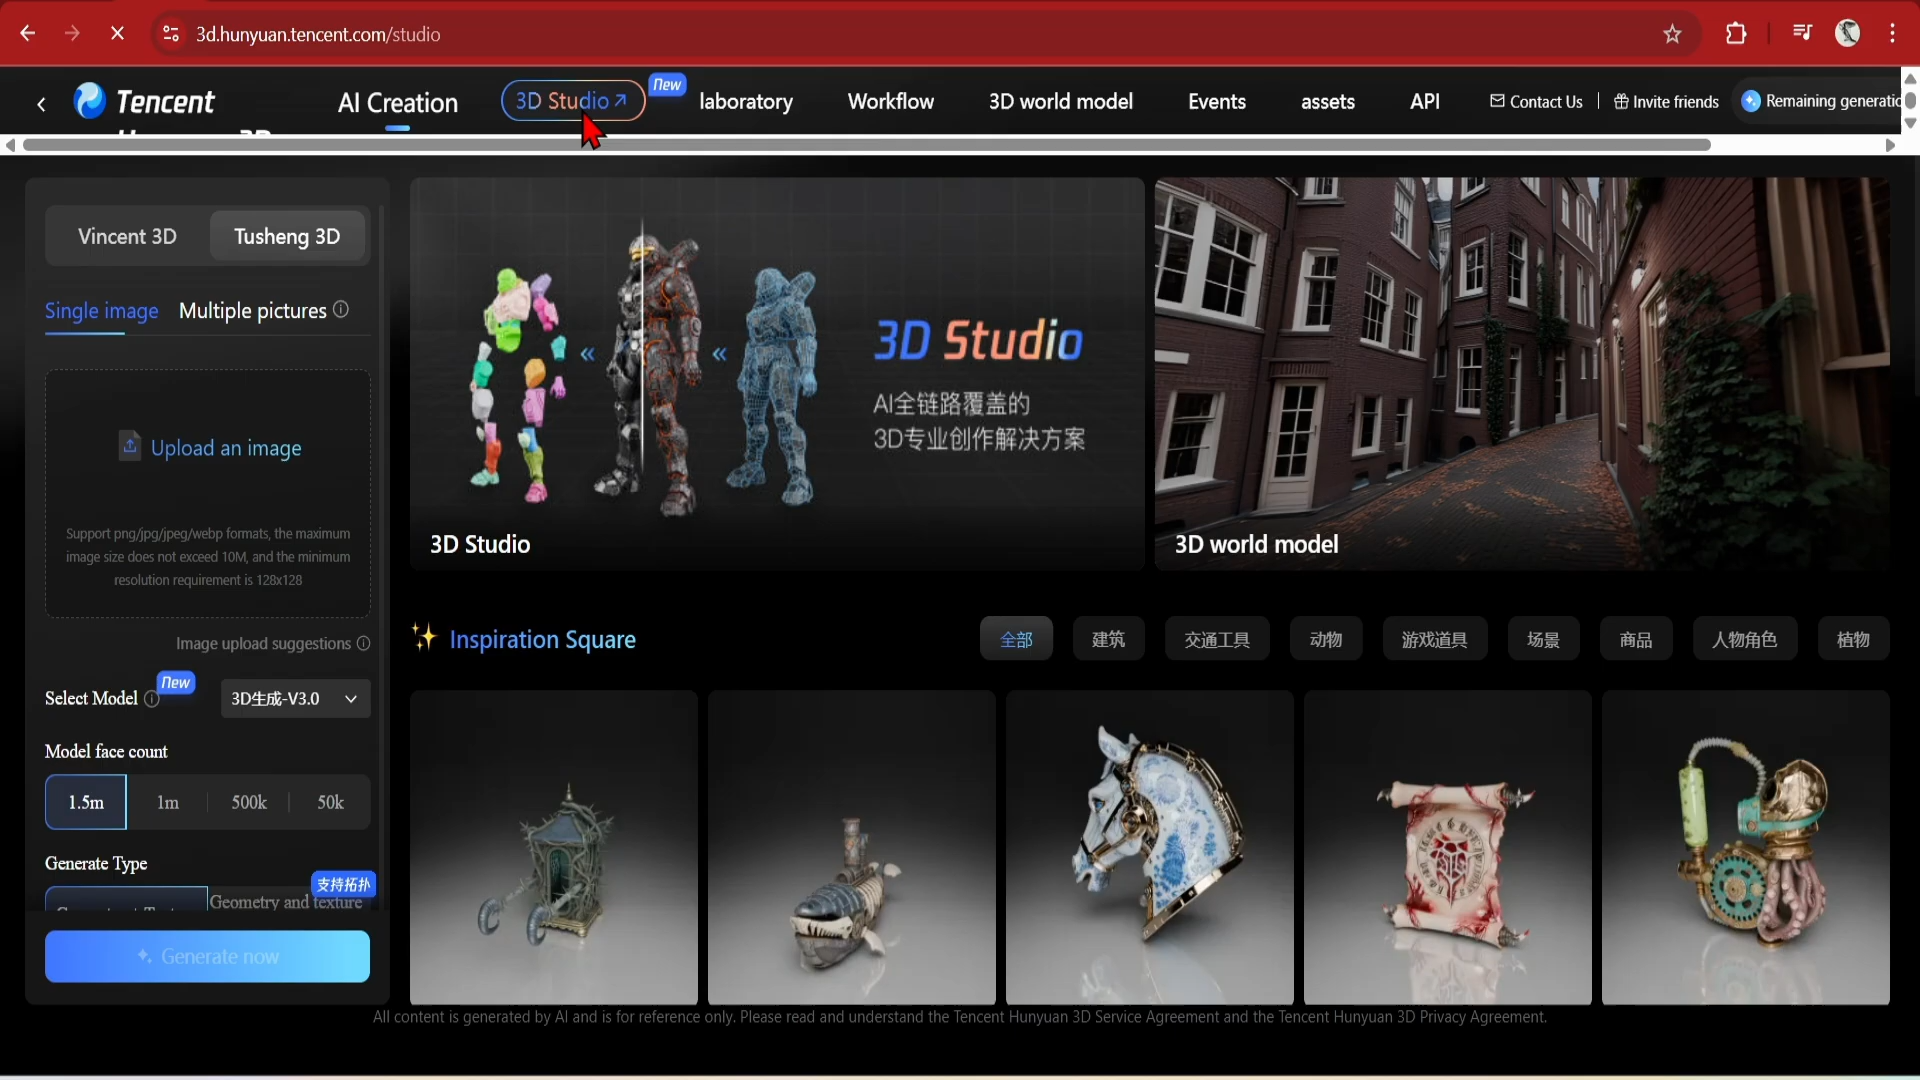 3d.hunyuan.tencent.com/studio
Tencent
AI Creation
3D Studio
New
laboratory
Workflow
3D world model
Events
assets
API
Contact Us
Invite friends
Remaining
Vincent 3D
Tusheng 3D
Single image
Multiple pictures
Upload an image
Support png/jpg/jpeg/webp formats, the maximum
image size does not exceed 10M, and the minimum
resolution requirement is 128x128
Image upload suggestions
Select Model
New
3D生成-V3.0
Model face count
1.5m
1m
500k
50k
Generate Type
支持拓扑
Geometry and texture
Generate now
3D Studio
AI全链路覆盖的
3D专业创作解决方案
3D Studio
3D world model
Inspiration Square
全部
建筑
交通工具
动物
游戏道具
场景
商品
人物角色
植物
All content is generated by AI and is for reference only. Please read and understand the Tencent Hunyuan 3D Service Agreement and the Tencent Hunyuan 3D Privacy Agreement.